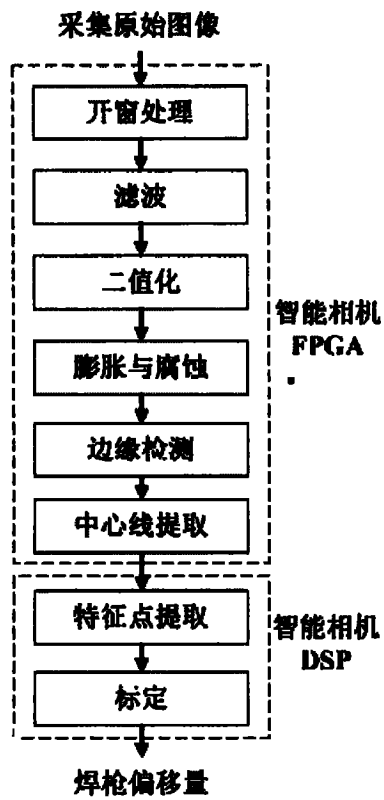 采集原始图像
开窗处理
滤波
二值化
膨胀与腐蚀
边缘检测
中心线提取
智能相机
FPGA
特征点提取
标定
智能相机
DSP
焊枪偏移量